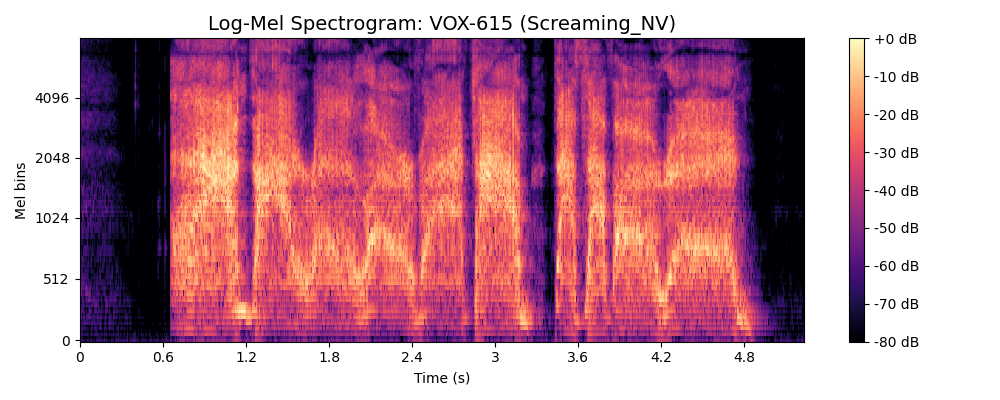 Log-Mel Spectrogram: VOX-615 (Screaming_NV)
Mel bins
4096
2048
1024
512
0
0 0.6 1.2 1.8 2.4 3 3.6 4.2 4.8
Time (s)
+0 dB
-10 dB
-20 dB
-30 dB
-40 dB
-50 dB
-60 dB
-70 dB
-80 dB